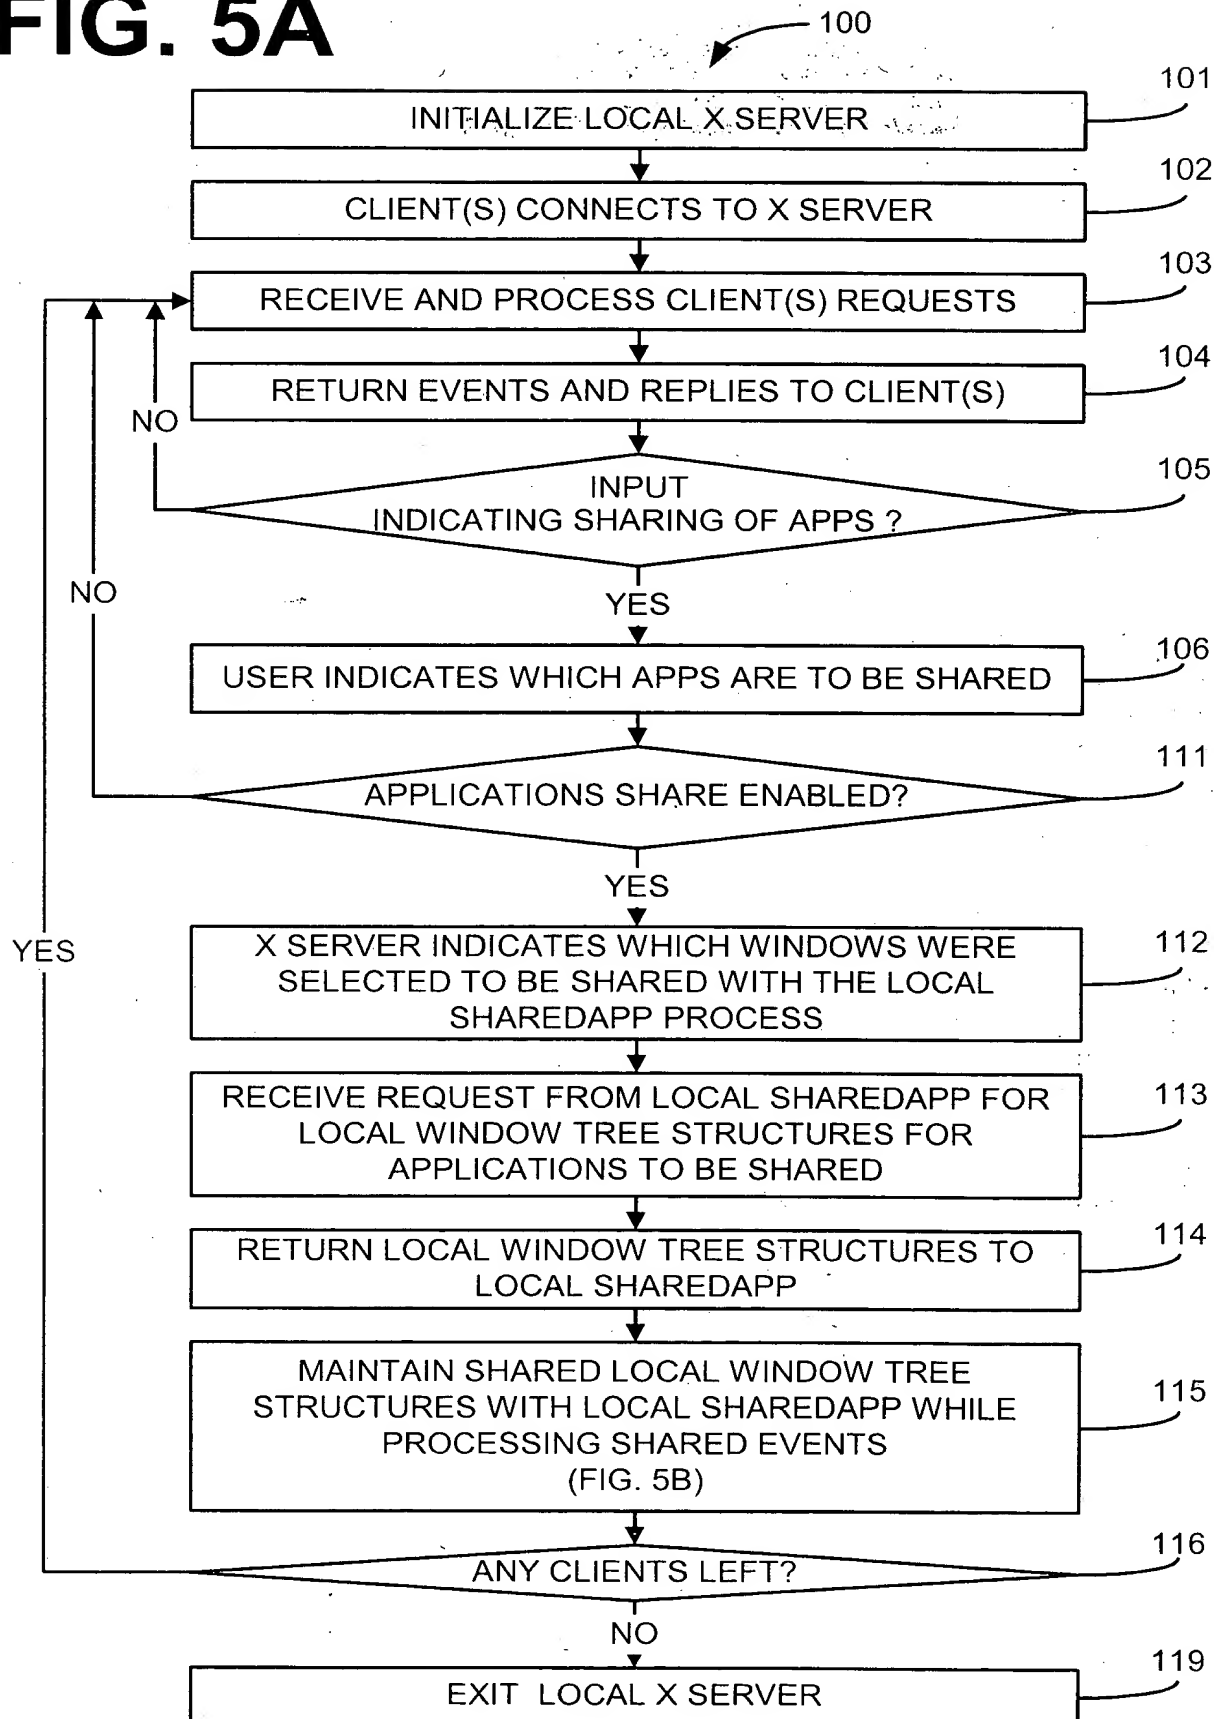 FIG. 5A
100
101
INITIALIZE LOCAL X SERVER
102
CLIENT(S) CONNECTS TO X SERVER
103
RECEIVE AND PROCESS CLIENT(S) REQUESTS
104
RETURN EVENTS AND REPLIES TO CLIENT(S)
NO
105
INPUT
INDICATING SHARING OF APPS ?
NO
YES
106
USER INDICATES WHICH APPS ARE TO BE SHARED
111
APPLICATIONS SHARE ENABLED?
YES
YES
112
X SERVER INDICATES WHICH WINDOWS WERE
SELECTED TO BE SHARED WITH THE LOCAL
SHAREDAPP PROCESS
113
RECEIVE REQUEST FROM LOCAL SHAREDAPP FOR
LOCAL WINDOW TREE STRUCTURES FOR
APPLICATIONS TO BE SHARED
114
RETURN LOCAL WINDOW TREE STRUCTURES TO
LOCAL SHAREDAPP
115
MAINTAIN SHARED LOCAL WINDOW TREE
STRUCTURES WITH LOCAL SHAREDAPP WHILE
PROCESSING SHARED EVENTS
(FIG. 5B)
116
ANY CLIENTS LEFT?
NO
119
EXIT LOCAL X SERVER